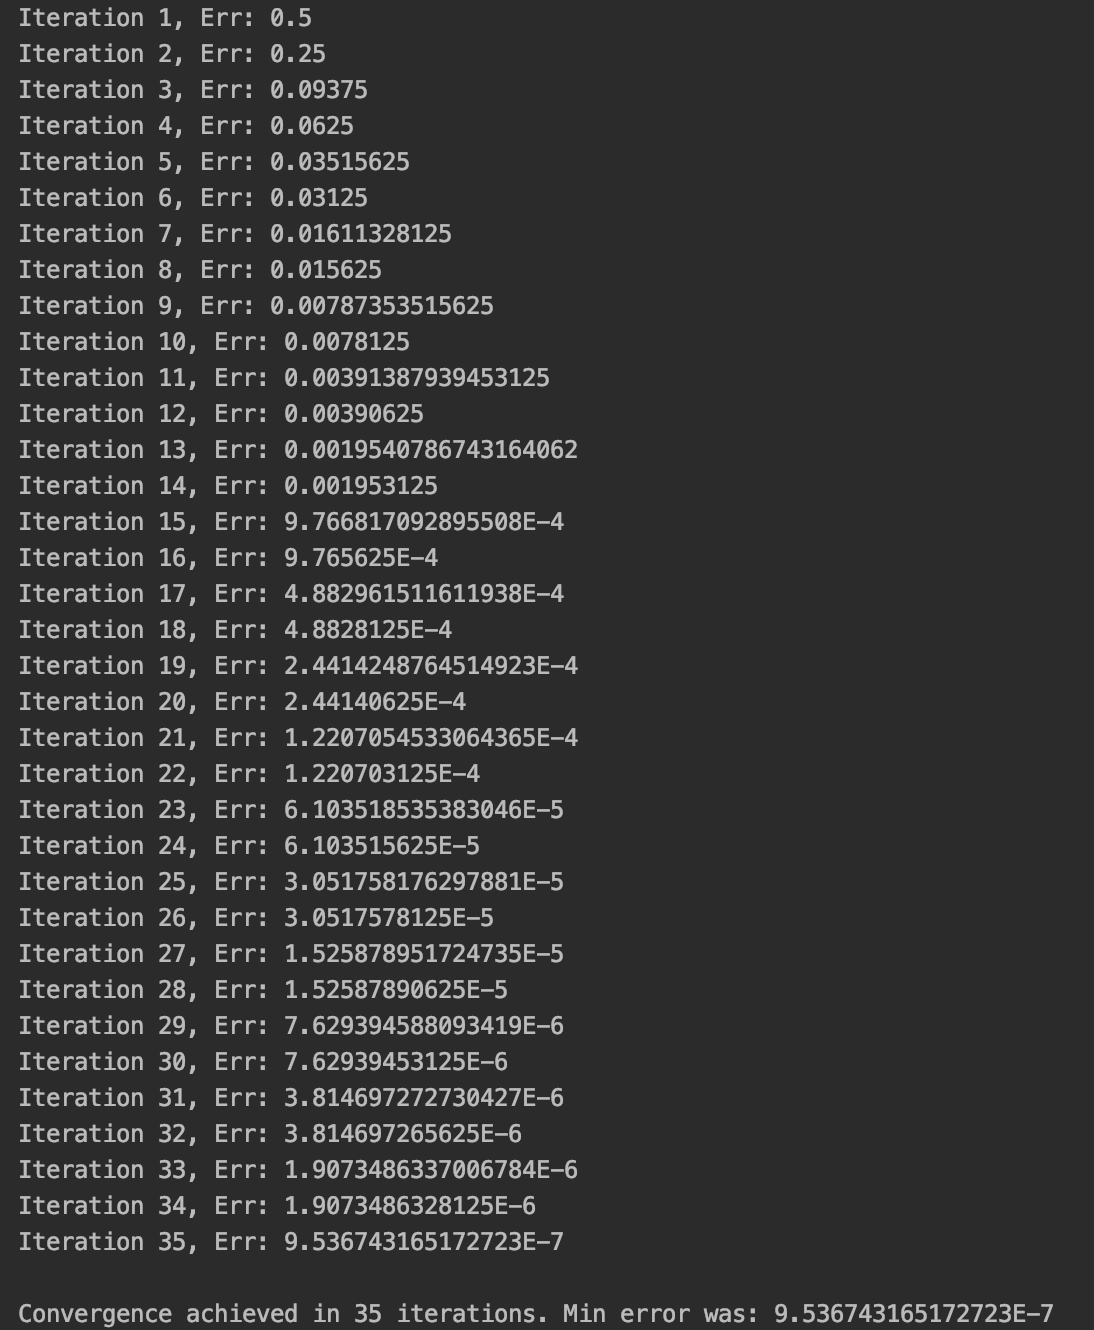 Iteration 1, Err: 0.5
Iteration 2, Err: 0.25
Iteration 3, Err: 0.09375
Iteration 4, Err: 0.0625
Iteration 5, Err: 0.03515625
Iteration 6, Err: 0.03125
Iteration 7, Err: 0.01611328125
Iteration 8, Err: 0.015625
Iteration 9, Err: 0.00787353515625
Iteration 10, Err: 0.0078125
Iteration 11, Err: 0.00391387939453125
Iteration 12, Err: 0.00390625
Iteration 13, Err: 0.0019540786743164062
Iteration 14, Err: 0.001953125
Iteration 15, Err: 9.766817092895508E-4
Iteration 16, Err: 9.765625E-4
Iteration 17, Err: 4.882961511611938E-4
Iteration 18, Err: 4.8828125E-4
Iteration 19, Err: 2.4414248764514923E-4
Iteration 20, Err: 2.44140625E-4
Iteration 21, Err: 1.2207054533064365E-4
Iteration 22, Err: 1.220703125E-4
Iteration 23, Err: 6.103518535383046E-5
Iteration 24, Err: 6.103515625E-5
Iteration 25, Err: 3.051758176297881E-5
Iteration 26, Err: 3.0517578125E-5
Iteration 27, Err: 1.525878951724735E-5
Iteration 28, Err: 1.52587890625E-5
Iteration 29, Err: 7.629394588093419E-6
Iteration 30, Err: 7.62939453125E-6
Iteration 31, Err: 3.814697272730427E-6
Iteration 32, Err: 3.814697265625E-6
Iteration 33, Err: 1.9073486337006784E-6
Iteration 34, Err: 1.9073486328125E-6
Iteration 35, Err: 9.536743165172723E-7
Convergence achieved in 35 iterations. Min error was: 9.536743165172723E-7